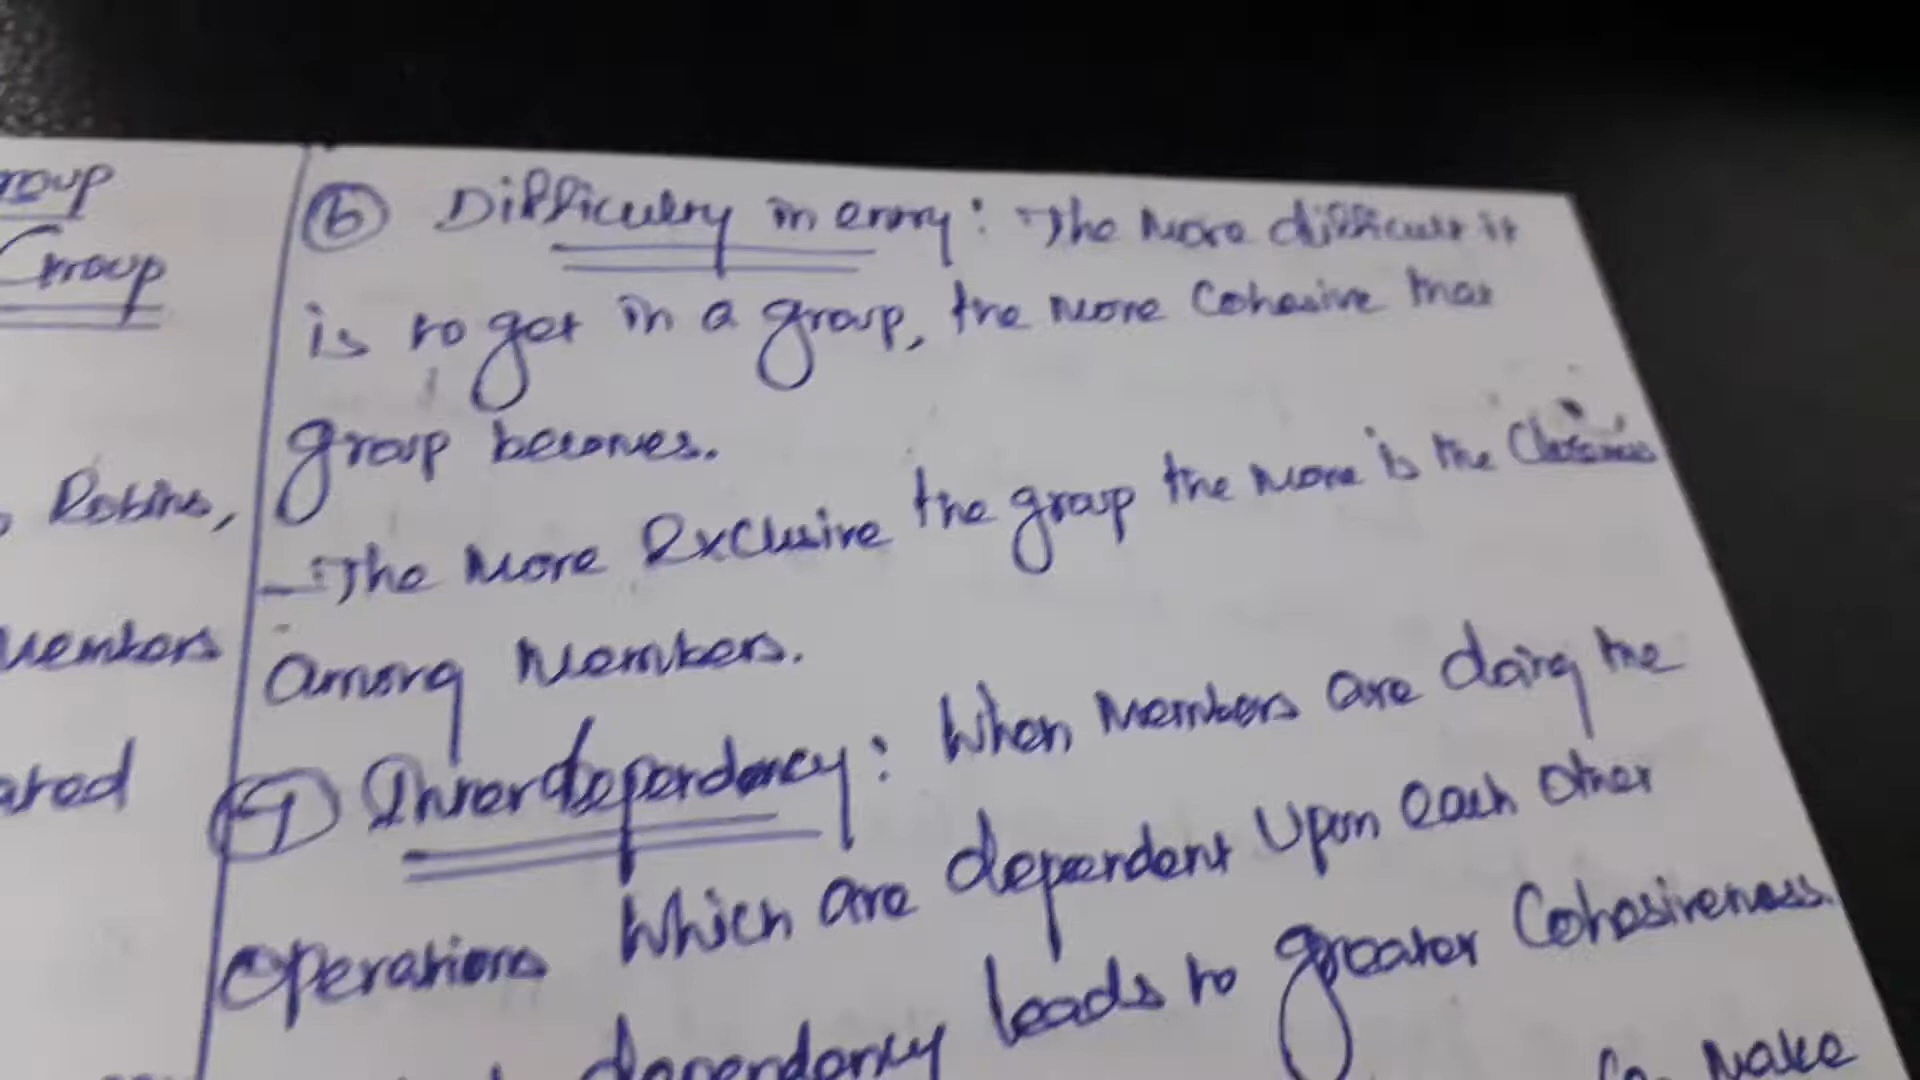 Group
Robins,
Members
⑥ Difficulty in entry: The more difficult it
is to get in a group, the more cohesive that
group becomes.
– The more Exclusive the group the more is the Closeness
among Members.
⑦ Interdependency: When Members are doing the
operations which are dependent upon each other
dependency leads to greater Cohesiveness.
Make